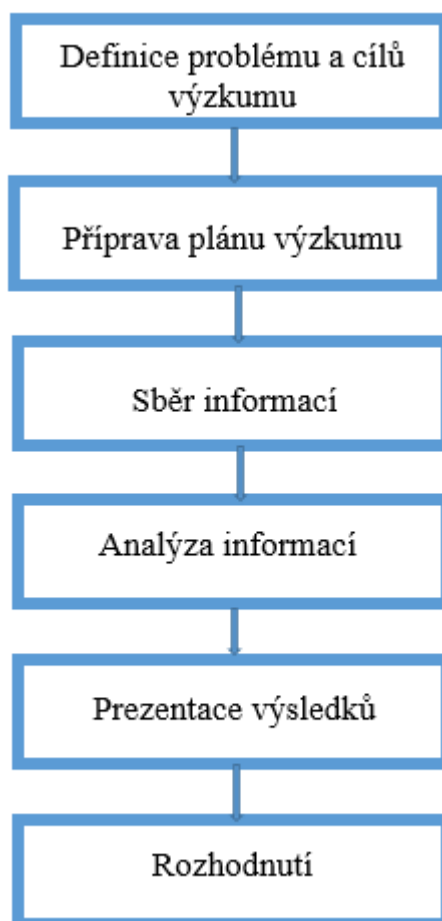 Definice problému a cílů
výzkumu
Příprava plánu výzkumu
Sběr informací
Analýza informací
Prezentace výsledků
Rozhodnutí